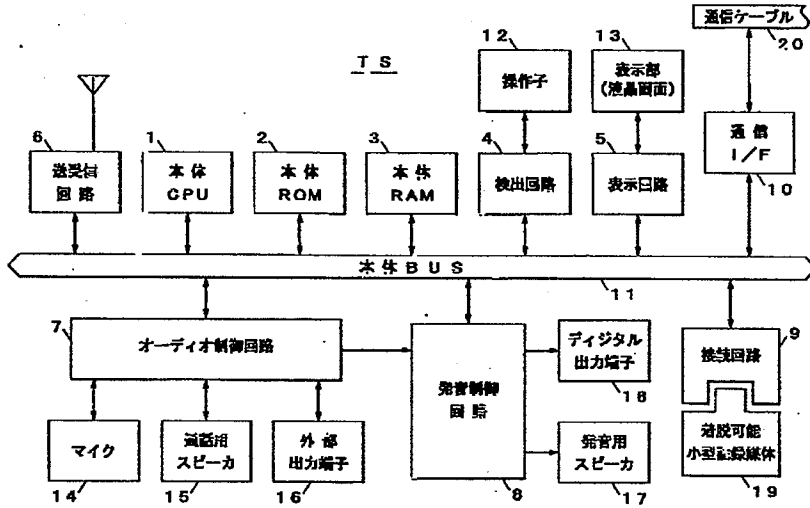 通信ケーブル
20
TS
12
操作子
13
表示部
(液晶画面)
6
送受信
回路
1
本体
CPU
2
本体
ROM
3
本体
RAM
4
検出回路
5
表示回路
通信
I/F
10
本体BUS
11
7
オーディオ制御回路
発音制御
回路
8
ディジタル
出力端子
18
9
接続回路
マイク
14
通話用
スピーカ
15
外部
出力端子
16
発音用
スピーカ
17
着脱可能
小型記録媒体
19